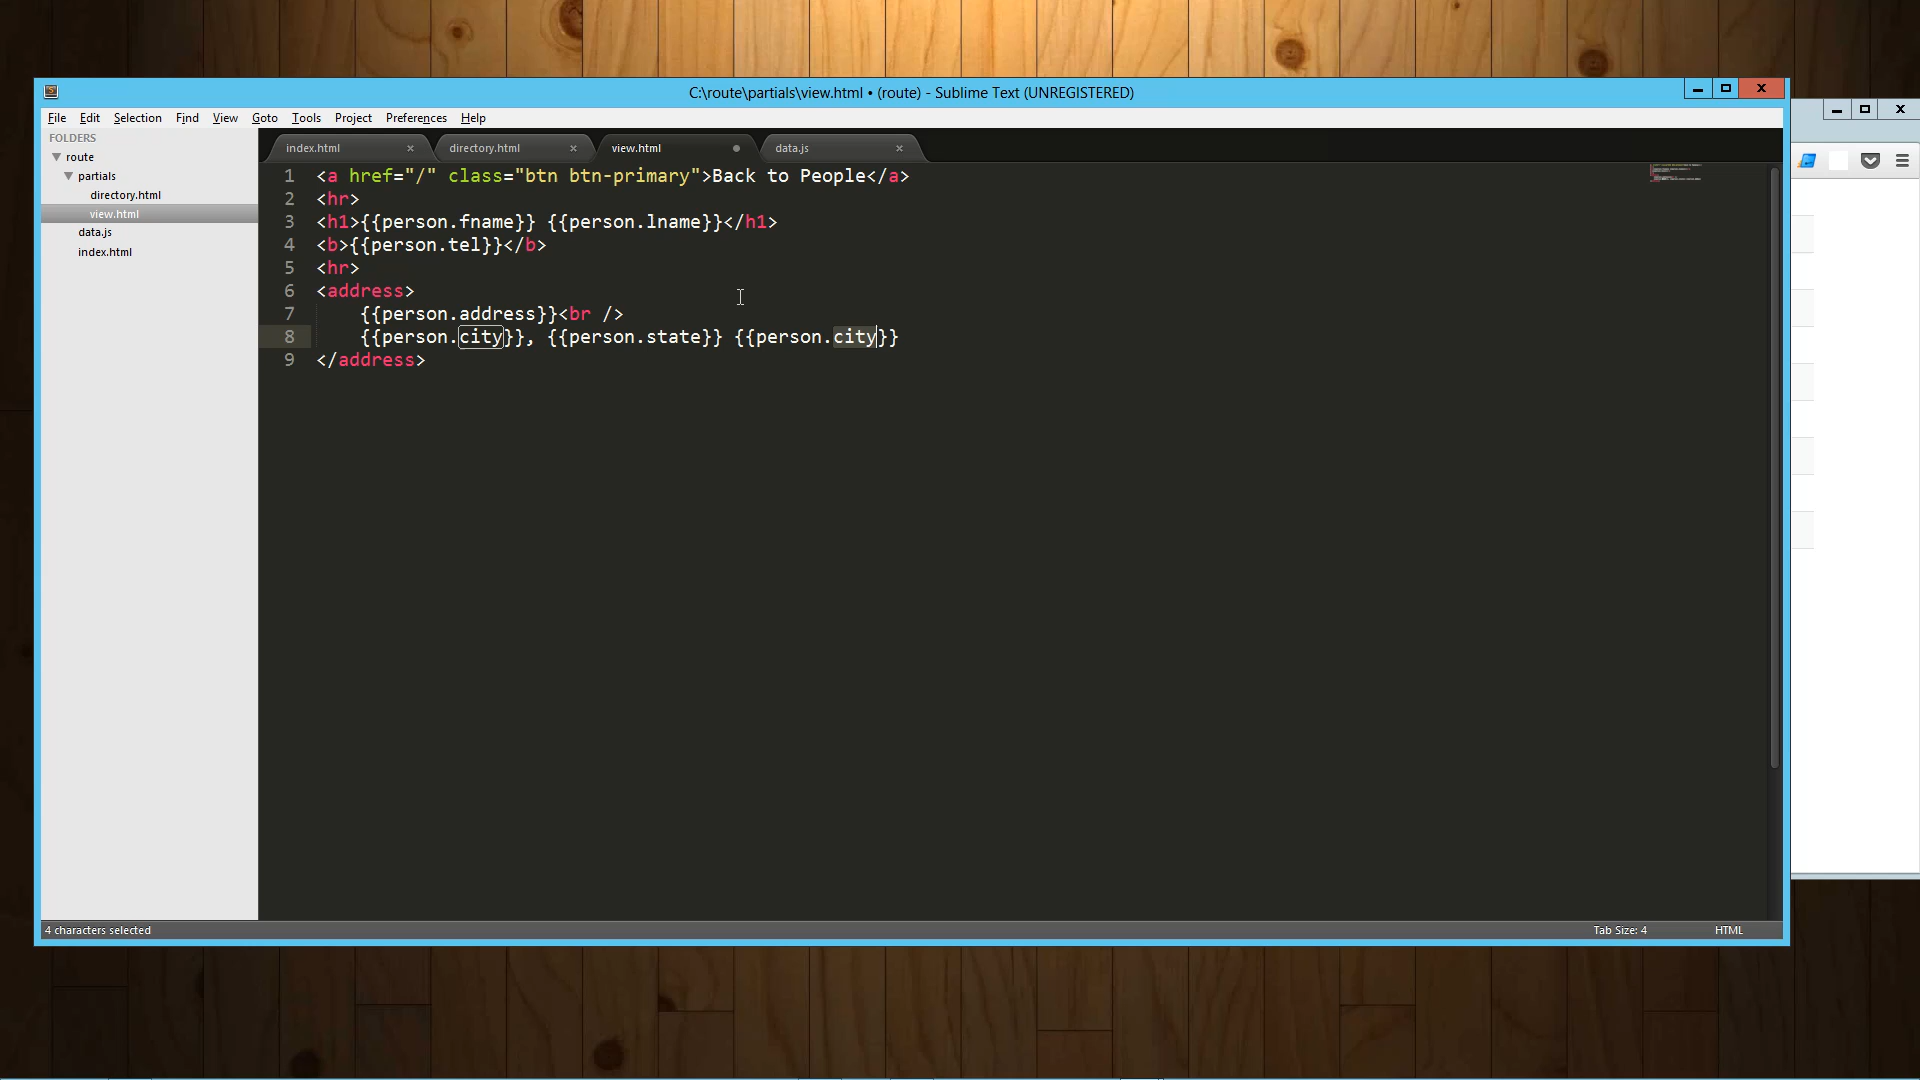 C:\route\partials\view.html • (route) - Sublime Text (UNREGISTERED)
File Edit Selection Find View Goto Tools Project Preferences Help
FOLDERS
route
partials
directory.html
view.html
data.js
index.html
index.html × directory.html × view.html data.js ×
1 <a href="/" class="btn btn-primary">Back to People</a>
2 <hr>
3 <h1>{{person.fname}} {{person.lname}}</h1>
4 <b>{{person.tel}}</b>
5 <hr>
6 <address>
7 {{person.address}}<br />
8 {{person.city}}, {{person.state}} {{person.city}}
9 </address>
4 characters selected Tab Size: 4 HTML